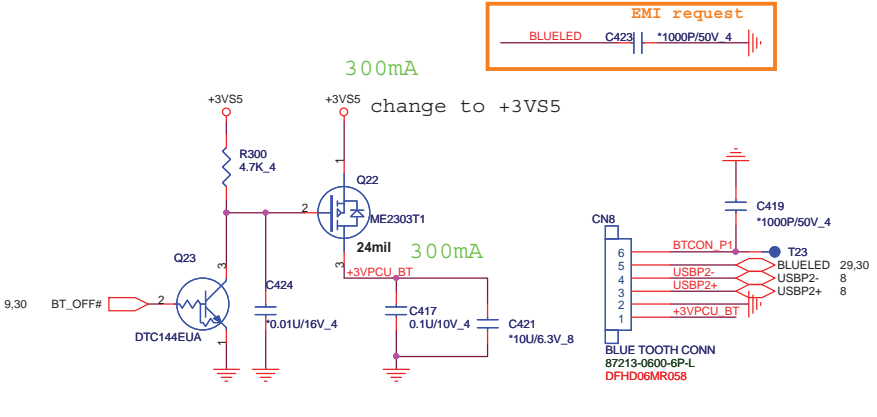 EMI request
BLUELED
C423
*1000P/50V_4
300mA
+3VS5
+3VS5
change to +3VS5
R300
4.7K_4
1
Q22
2
ME2303T1
24mil
3
300mA
+3VPCU_BT
Q23
3
9,30
BT_OFF#
2
DTC144EUA
1
C424
*0.01U/16V_4
C417
0.1U/10V_4
C421
*10U/6.3V_8
C419
*1000P/50V_4
CN8
6
BTCON_P1
T23
5
BLUELED
29,30
4
USBP2-
USBP2-
8
3
USBP2+
USBP2+
8
2
1
+3VPCU_BT
BLUE TOOTH CONN
87213-0600-6P-L
DFHD06MR058